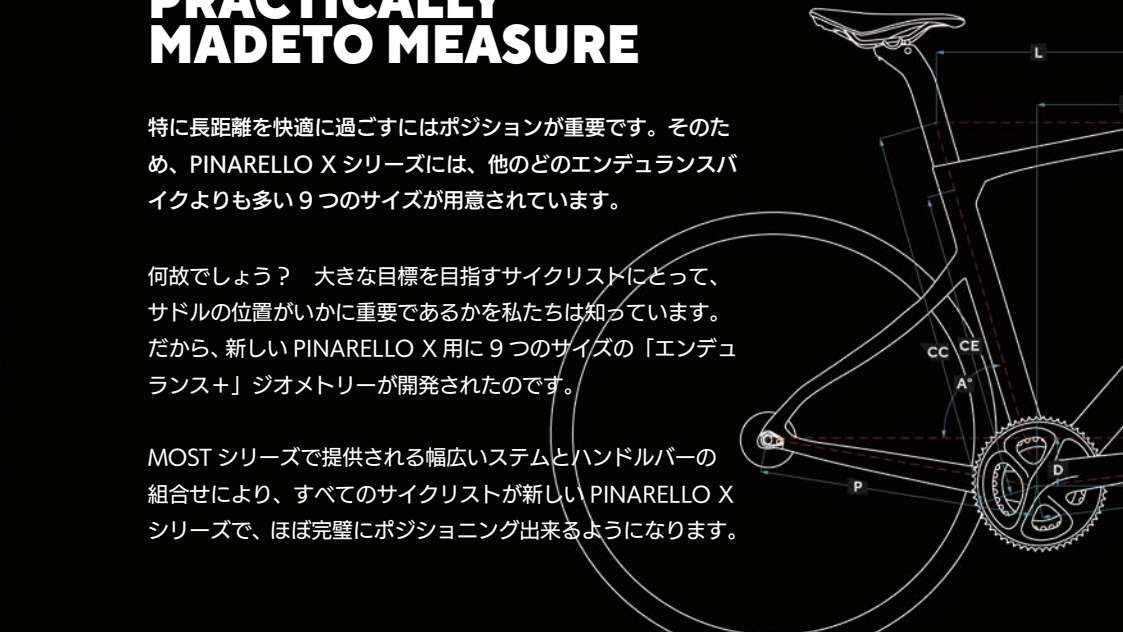 PRACTICALLY
MADETO MEASURE
特に長距離を快適に過ごすにはポジションが重要です。そのた
め、PINARELLO X シリーズには、他のどのエンデュランスバ
イクよりも多い 9 つのサイズが用意されています。
何故でしょう？　大きな目標を目指すサイクリストにとって、
サドルの位置がいかに重要であるかを私たちは知っています。
だから、新しい PINARELLO X 用に 9 つのサイズの「エンデュ
ランス＋」ジオメトリーが開発されたのです。
MOST シリーズで提供される幅広いステムとハンドルバーの
組合せにより、すべてのサイクリストが新しい PINARELLO X
シリーズで、ほぼ完璧にポジショニング出来るようになります。
L
CC
CE
A°
D
P